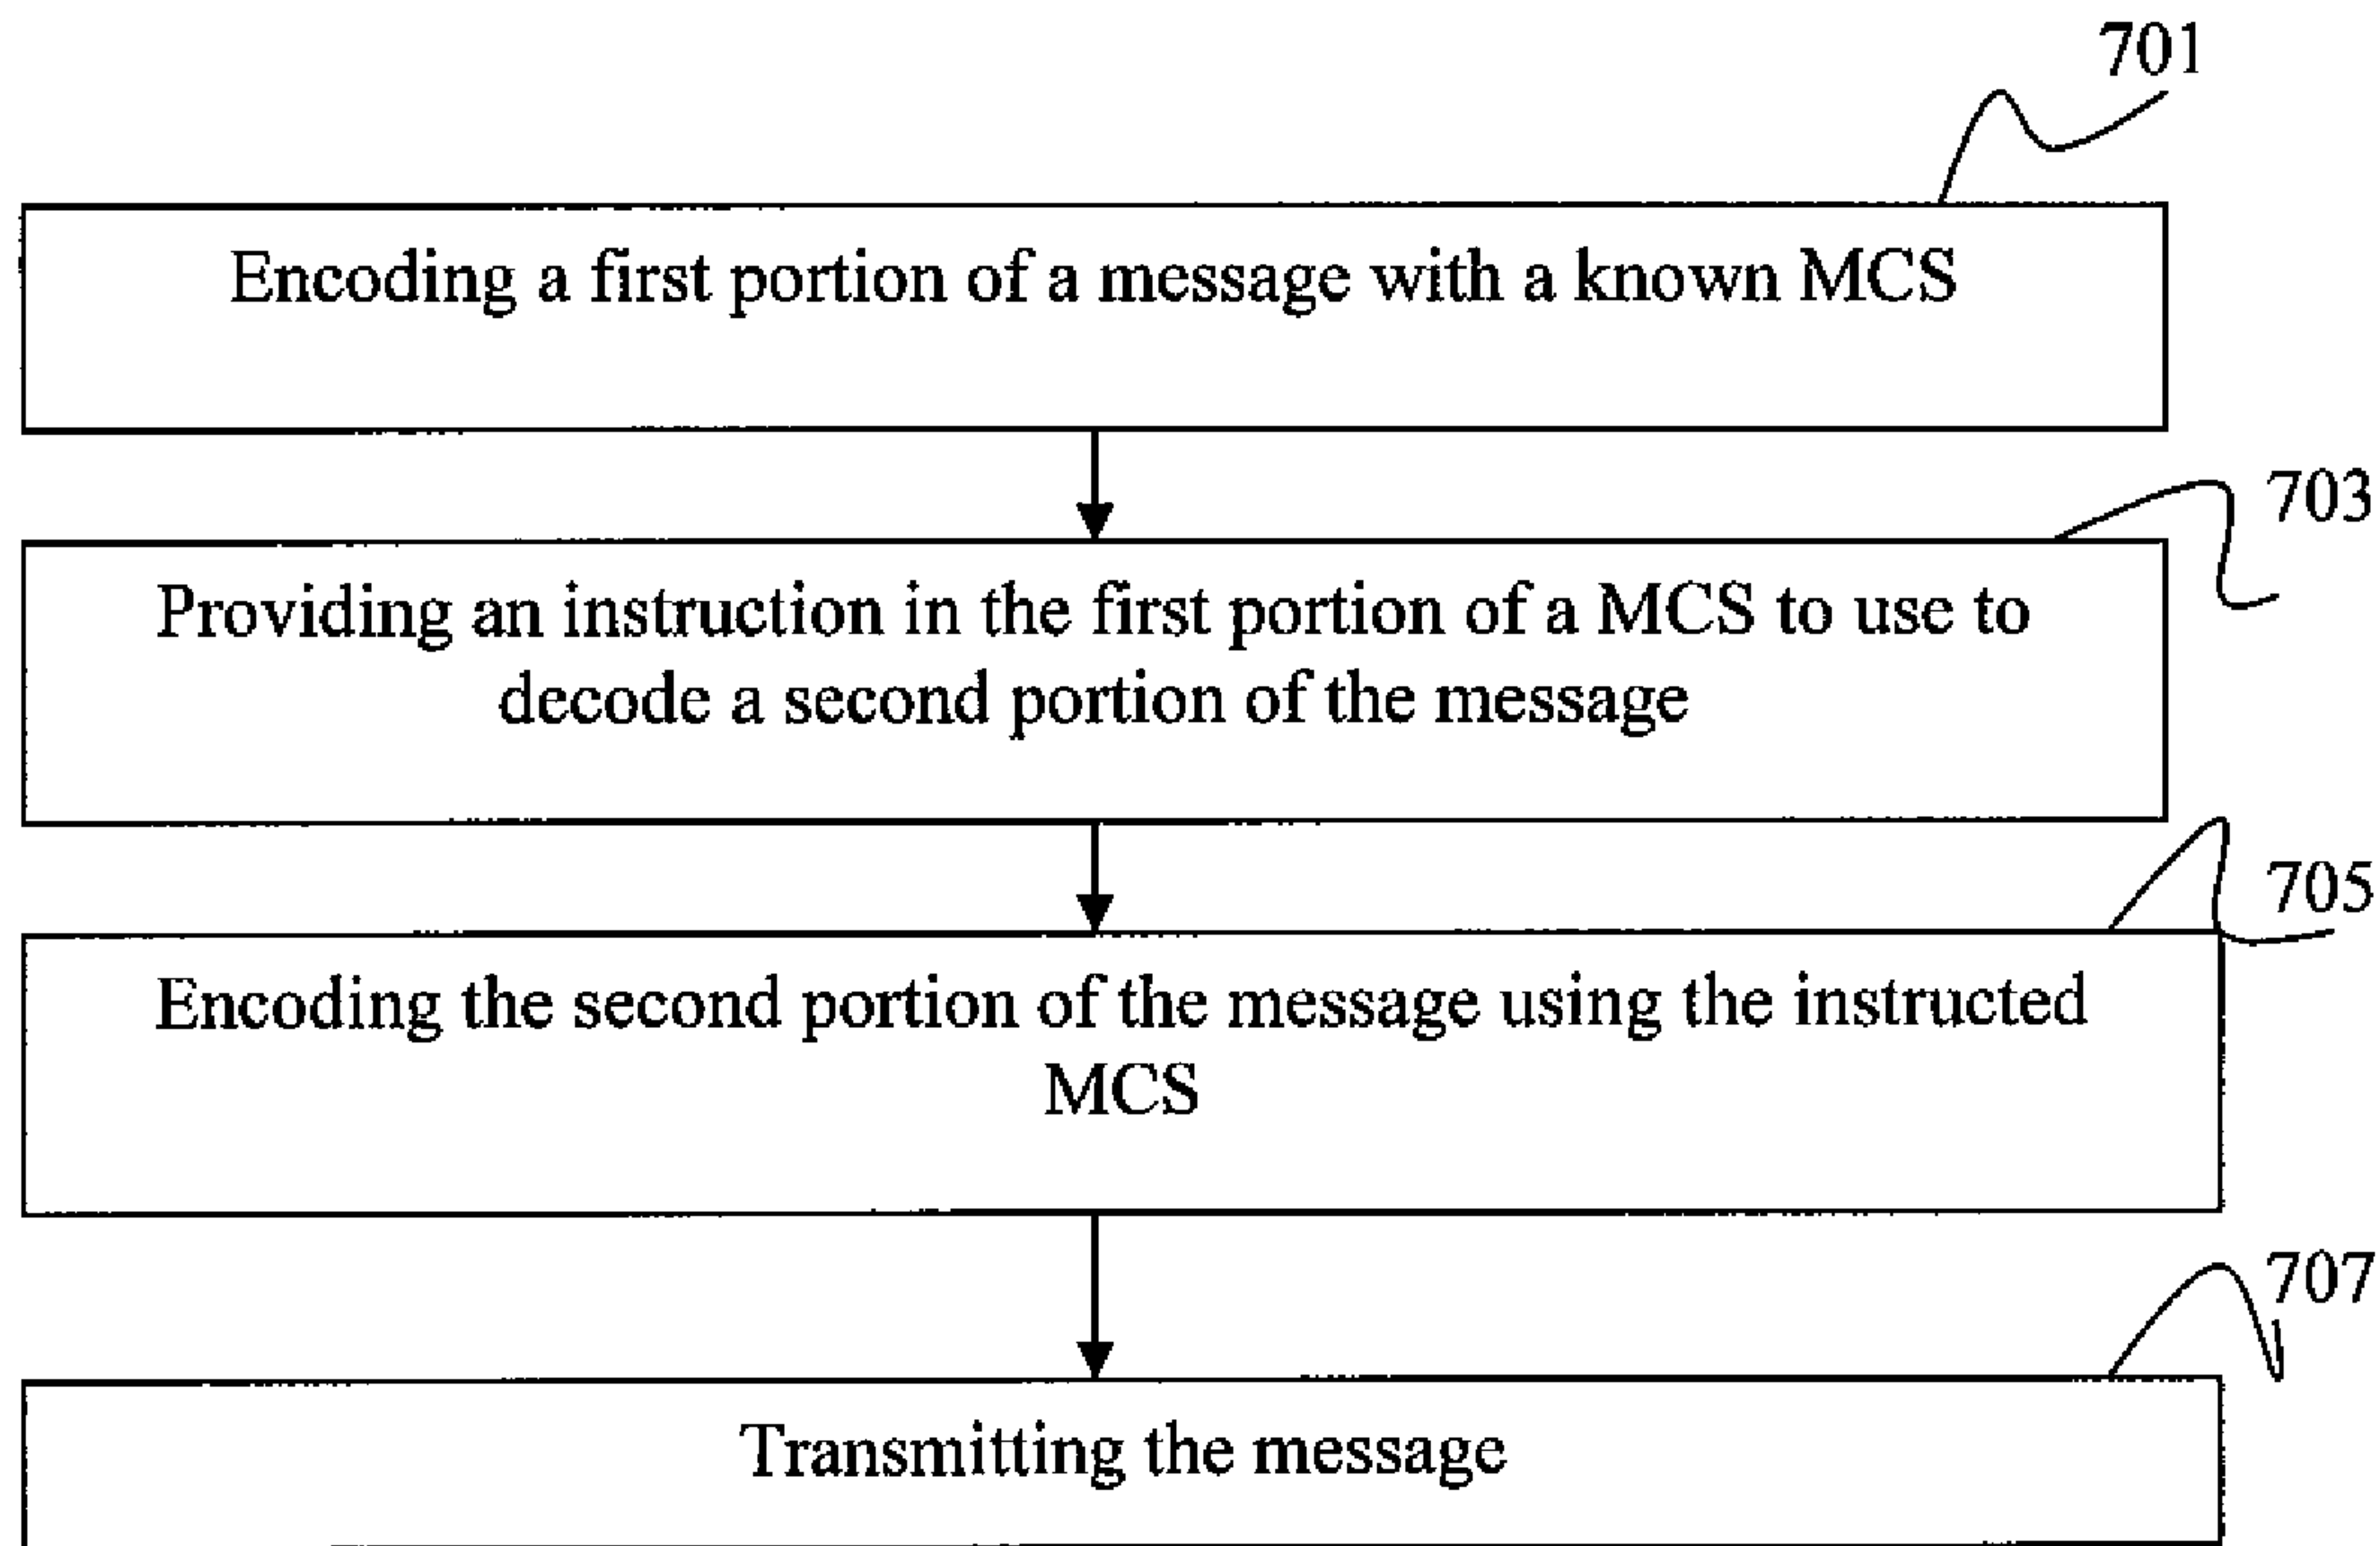 701
Encoding a first portion of a message with a known MCS
703
Providing an instruction in the first portion of a MCS to use to
decode a second portion of the message
705
Encoding the second portion of the message using the instructed
MCS
707
Transmitting the message